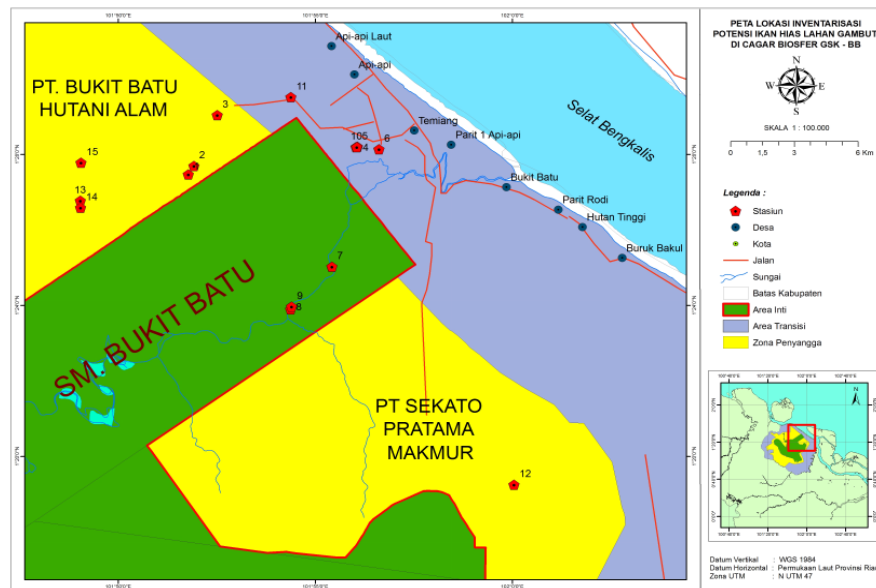 PETA LOKASI INVENTARISASI
POTENSI IKAN HIAS LAHAN GAMBUT
DI CAGAR BIOSFER GSK - BB
N
W
E
S
SKALA 1 : 100.000
0
1,5
3
6 Km
Legenda :
Stasiun
Desa
Kota
Jalan
Sungai
Batas Kabupaten
Area Inti
Area Transisi
Zona Penyangga
N
Datum Vertikal : WGS 1984
Datum Horizontal : Permukaan Laut Provinsi Riau
Zona UTM : N UTM 47
PT. BUKIT BATU
HUTANI ALAM
SM. BUKIT BATU
PT SEKATO
PRATAMA
MAKMUR
Selat Bengkalis
Api-api Laut
Api-api
Temiang
Parit 1 Api-api
Bukit Batu
Parit Rodi
Hutan Tinggi
Buruk Bakul
11
3
105
4
6
15
2
13
14
7
9
8
12